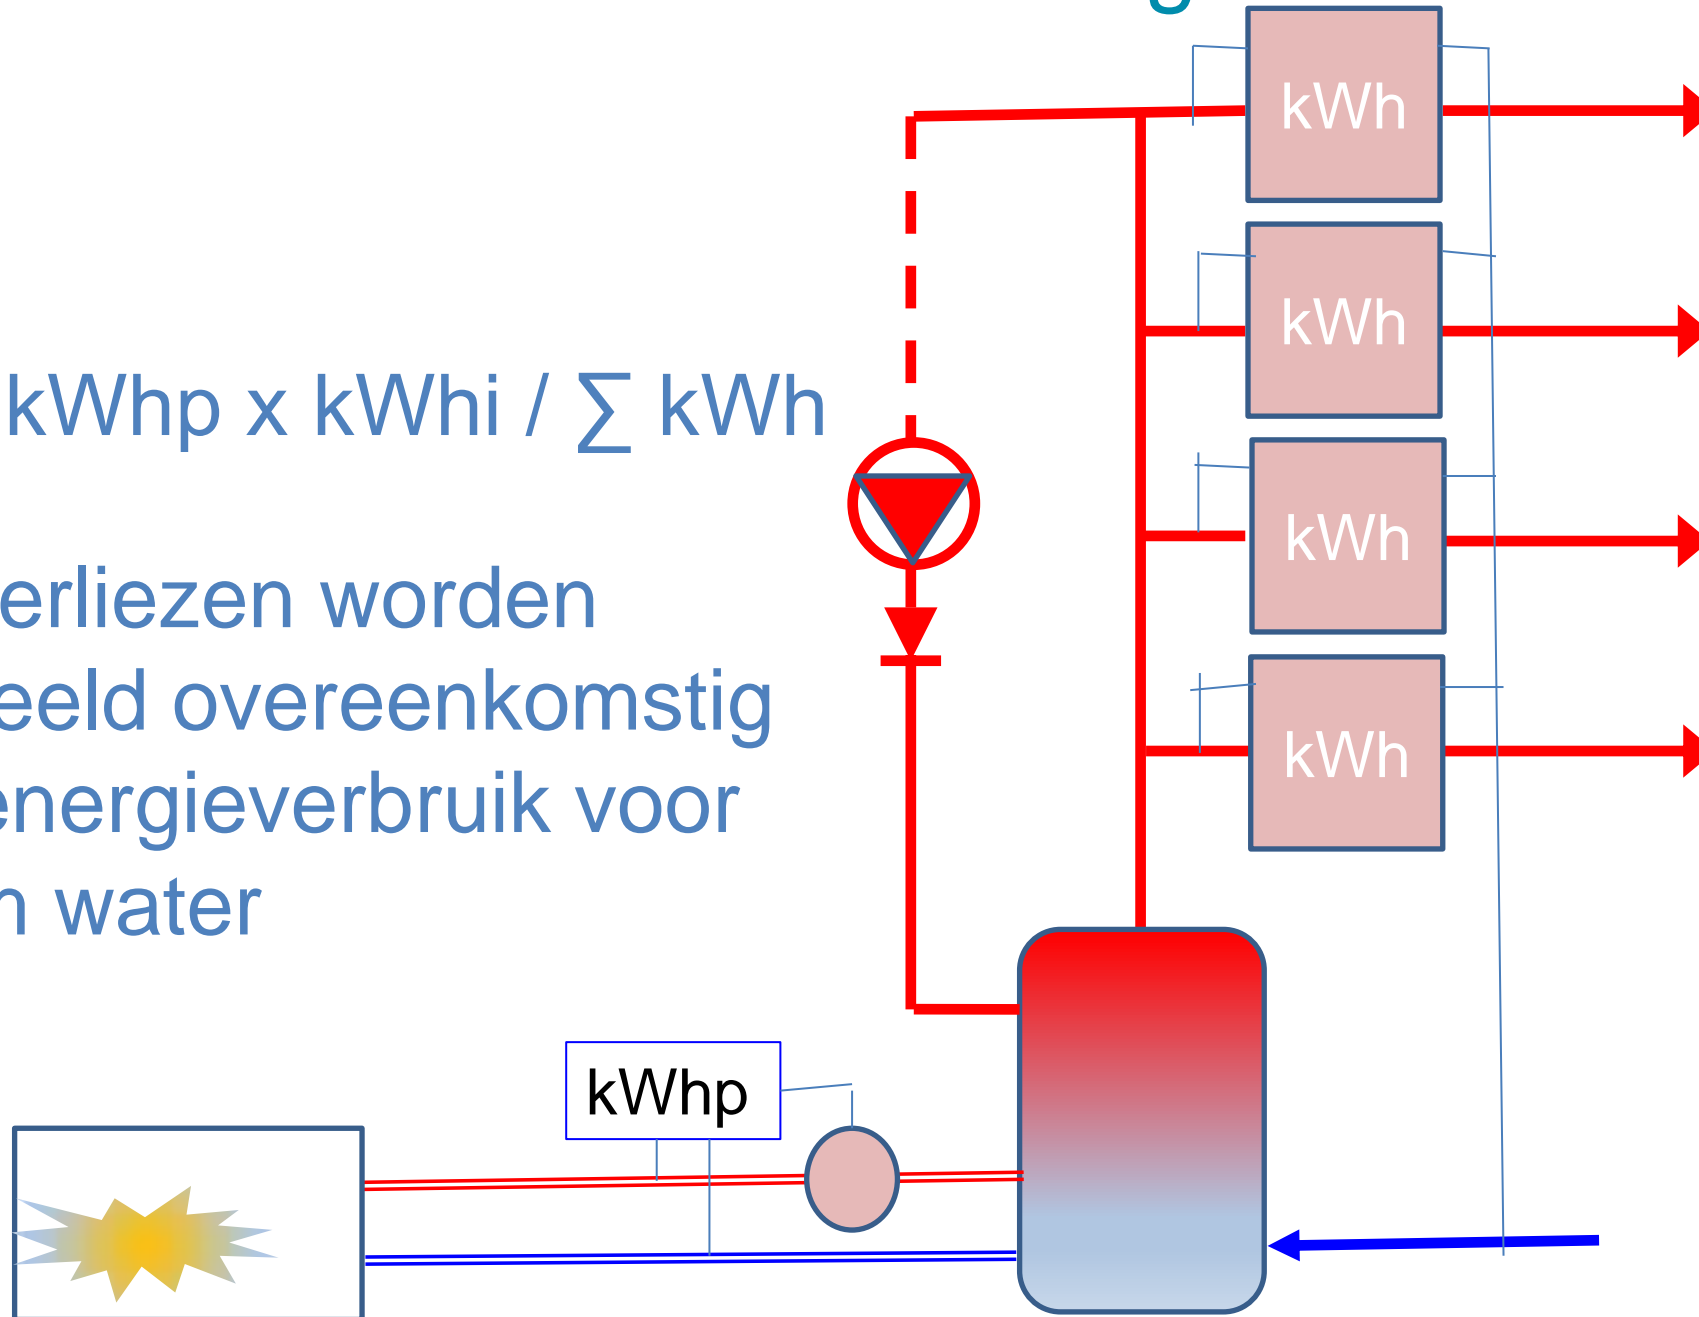 g
kWh
kWh
kWhp x kWhi / ∑ kWh
kWh
erliezen worden
eeld overeenkomstig
kWh
energieverbruik voor
n water
kWhp